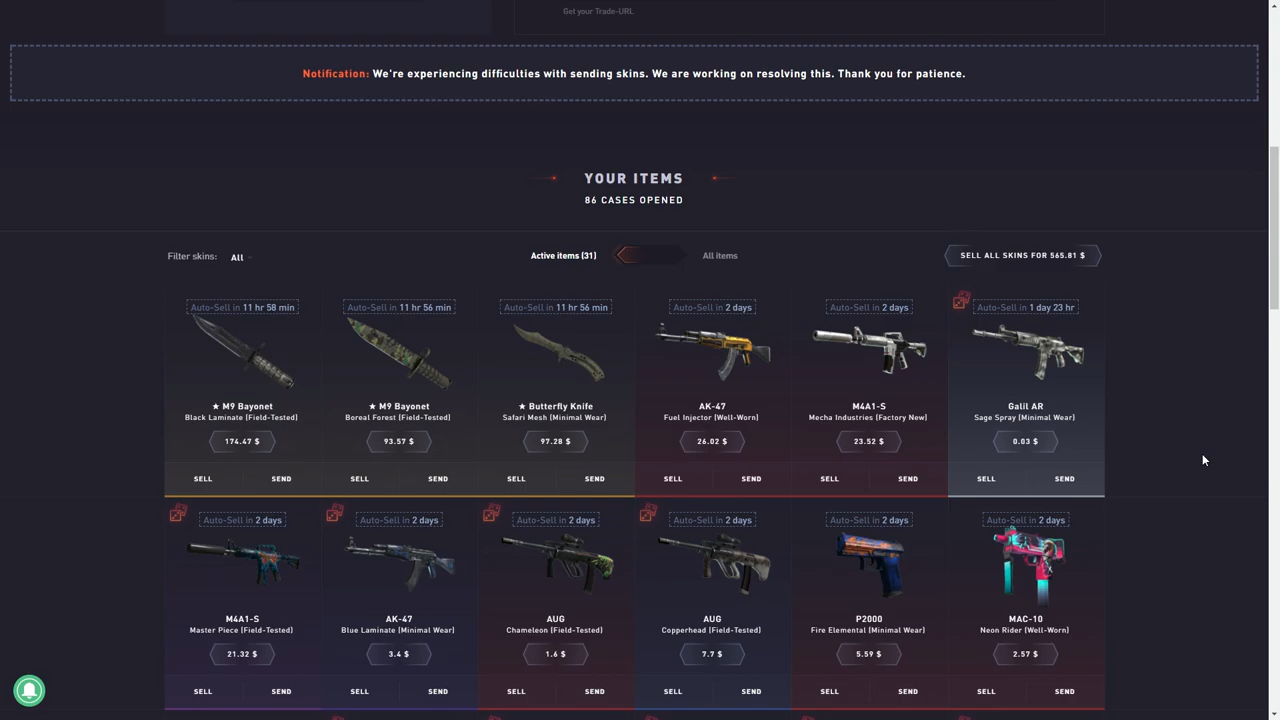 Get your Trade-URL
Notification: We're experiencing difficulties with sending skins. We are working on resolving this. Thank you for patience.
YOUR ITEMS
86 CASES OPENED
Filter skins: All
Active items (31)
All items
SELL ALL SKINS FOR 565.81 $
Auto-Sell in 11 hr 58 min
★ M9 Bayonet
Black Laminate (Field-Tested)
174.47 $
SELL SEND
Auto-Sell in 11 hr 56 min
★ M9 Bayonet
Boreal Forest (Field-Tested)
93.57 $
SELL SEND
Auto-Sell in 11 hr 56 min
★ Butterfly Knife
Safari Mesh (Minimal Wear)
97.28 $
SELL SEND
Auto-Sell in 2 days
AK-47
Fuel Injector (Well-Worn)
26.02 $
SELL SEND
Auto-Sell in 2 days
M4A1-S
Mecha Industries (Factory New)
23.52 $
SELL SEND
Auto-Sell in 1 day 23 hr
Galil AR
Sage Spray (Minimal Wear)
0.03 $
SELL SEND
Auto-Sell in 2 days
M4A1-S
Master Piece (Field-Tested)
21.32 $
SELL SEND
Auto-Sell in 2 days
AK-47
Blue Laminate (Minimal Wear)
3.4 $
SELL SEND
Auto-Sell in 2 days
AUG
Chameleon (Field-Tested)
1.6 $
SELL SEND
Auto-Sell in 2 days
AUG
Copperhead (Field-Tested)
7.7 $
SELL SEND
Auto-Sell in 2 days
P2000
Fire Elemental (Minimal Wear)
5.59 $
SELL SEND
Auto-Sell in 2 days
MAC-10
Neon Rider (Well-Worn)
2.57 $
SELL SEND